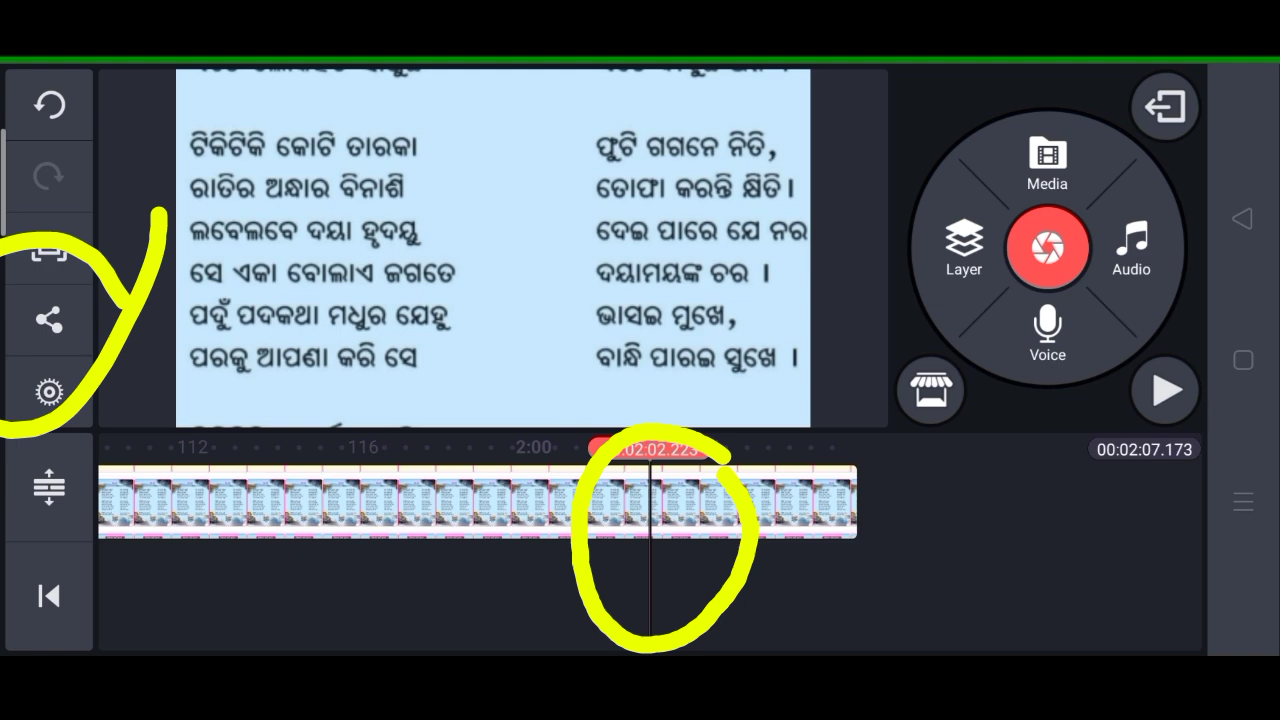 ଟିକିଟିକି କୋଟି ତାରକା ଫୁଟି ଗଗନେ ନିତି,
ରାତିର ଅନ୍ଧାର ବିନାଶି ତୋଫା କରନ୍ତି କ୍ଷିତି।
ଲବେଲବେ ଦୟା ହୃଦୟୁ ଦେଇ ପାରେ ଯେ ନର
ସେ ଏକା ବୋଲାଏ ଜଗତେ ଦୟାମୟଙ୍କ ଚର ।
ପଦୁଁ ପଦକଥା ମଧୁର ଯେହୁ ଭାସଇ ମୁଖେ,
ପରକୁ ଆପଣା କରି ସେ ବାନ୍ଧି ପାରଇ ସୁଖେ ।
Media
Layer
Audio
Voice
112 116 2:00 02:02.223 00:02:07.173